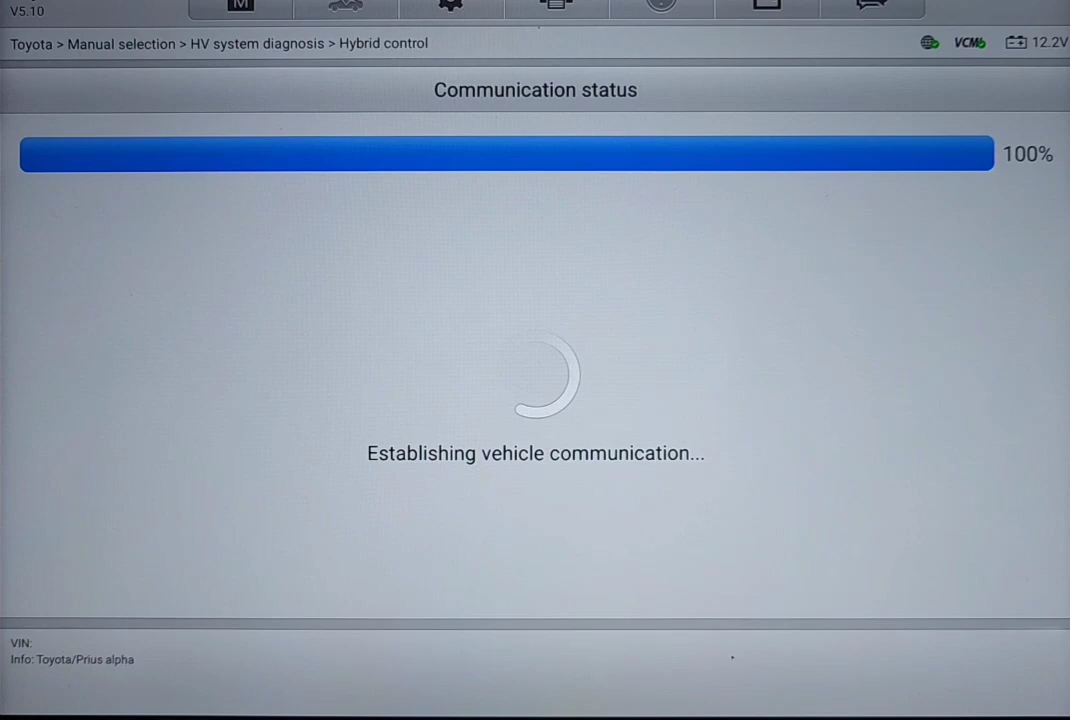 V5.10
M
Toyota > Manual selection > HV system diagnosis > Hybrid control
VCMI 12.2V
Communication status
100%
Establishing vehicle communication...
VIN:
Info: Toyota/Prius alpha